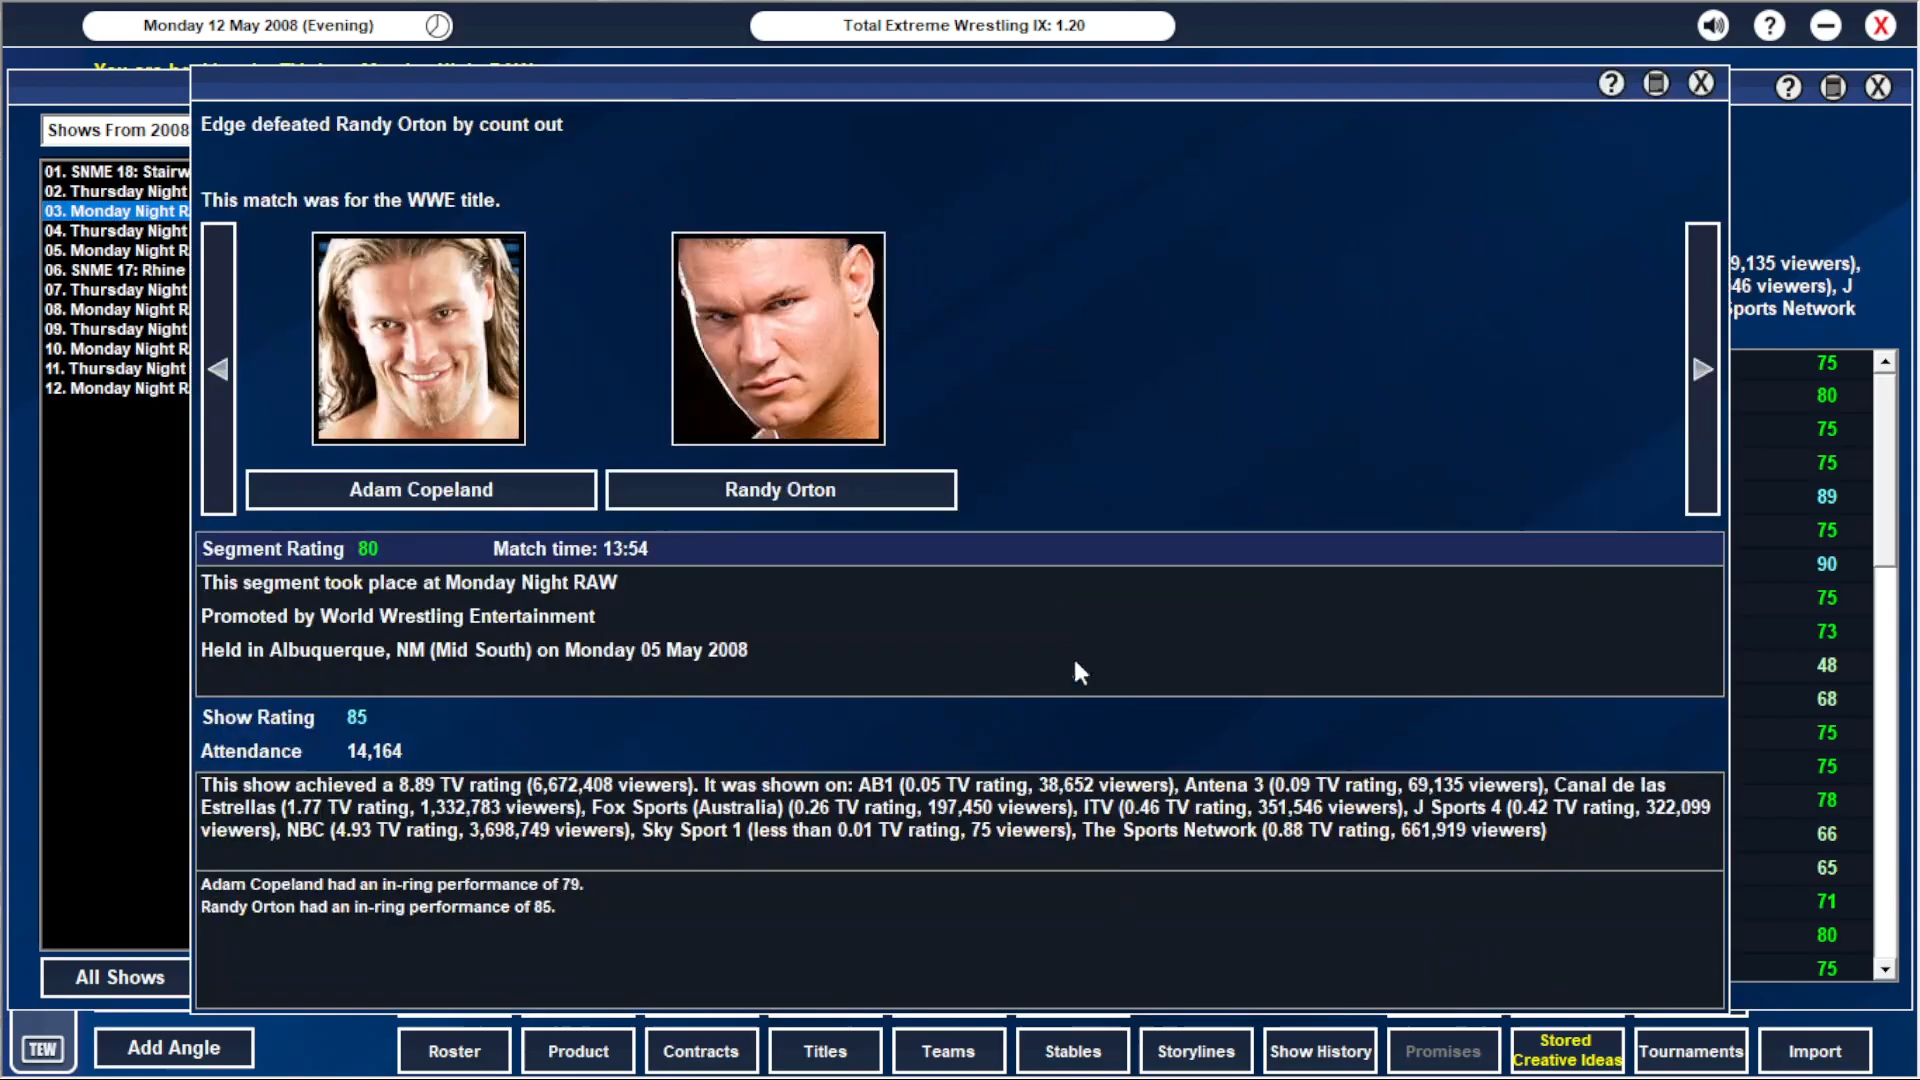 Monday 12 May 2008 (Evening)
Total Extreme Wrestling IX: 1.20
?
X
?
X
?
X
Shows From 2008
01. SNME 18: Stairw
02. Thursday Night
03. Monday Night R
04. Thursday Night
05. Monday Night R
06. SNME 17: Rhine
07. Thursday Night
08. Monday Night R
09. Thursday Night
10. Monday Night R
11. Thursday Night
12. Monday Night R
All Shows
Edge defeated Randy Orton by count out
This match was for the WWE title.
Adam Copeland
Randy Orton
Segment Rating 80 Match time: 13:54
This segment took place at Monday Night RAW
Promoted by World Wrestling Entertainment
Held in Albuquerque, NM (Mid South) on Monday 05 May 2008
Show Rating 85
Attendance 14,164
This show achieved a 8.89 TV rating (6,672,408 viewers). It was shown on: AB1 (0.05 TV rating, 38,652 viewers), Antena 3 (0.09 TV rating, 69,135 viewers), Canal de las
Estrellas (1.77 TV rating, 1,332,783 viewers), Fox Sports (Australia) (0.26 TV rating, 197,450 viewers), ITV (0.46 TV rating, 351,546 viewers), J Sports 4 (0.42 TV rating, 322,099
viewers), NBC (4.93 TV rating, 3,698,749 viewers), Sky Sport 1 (less than 0.01 TV rating, 75 viewers), The Sports Network (0.88 TV rating, 661,919 viewers)
Adam Copeland had an in-ring performance of 79.
Randy Orton had an in-ring performance of 85.
9,135 viewers),
46 viewers), J
Sports Network
75
80
75
75
89
75
90
75
73
48
68
75
75
78
66
65
71
80
75
TEW
Add Angle
Roster
Product
Contracts
Titles
Teams
Stables
Storylines
Show History
Promises
Stored
Creative Ideas
Tournaments
Import